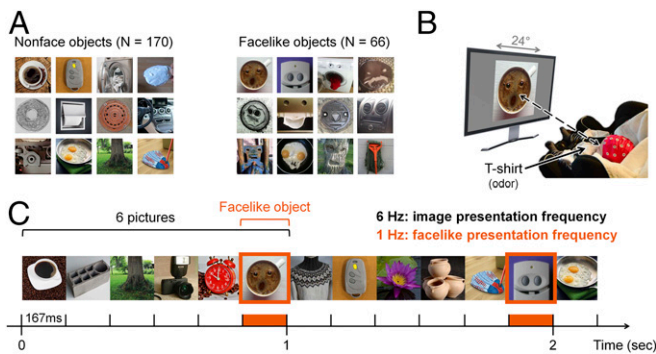 A
Nonface objects (N = 170)
Facelike objects (N = 66)
B
24°
T-shirt
(odor)
C
6 pictures
Facelike object
6 Hz: image presentation frequency
1 Hz: facelike presentation frequency
167ms
0
1
2
Time (sec)